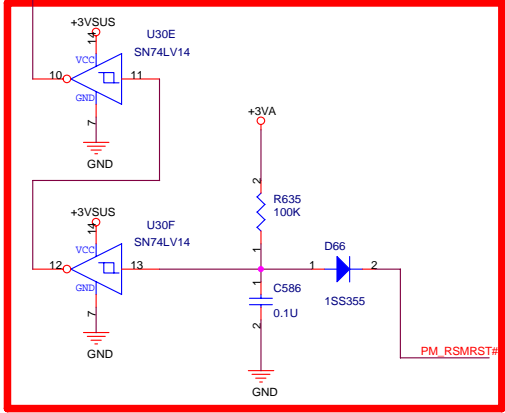 +3VSUS
U30E
SN74LV14
14
VCC
10
11
GND
7
GND
+3VA
2
R635
100K
1
+3VSUS
U30F
SN74LV14
14
VCC
12
13
GND
7
GND
D66
1
2
1SS355
1
C586
0.1U
2
GND
PM_RSMRST#